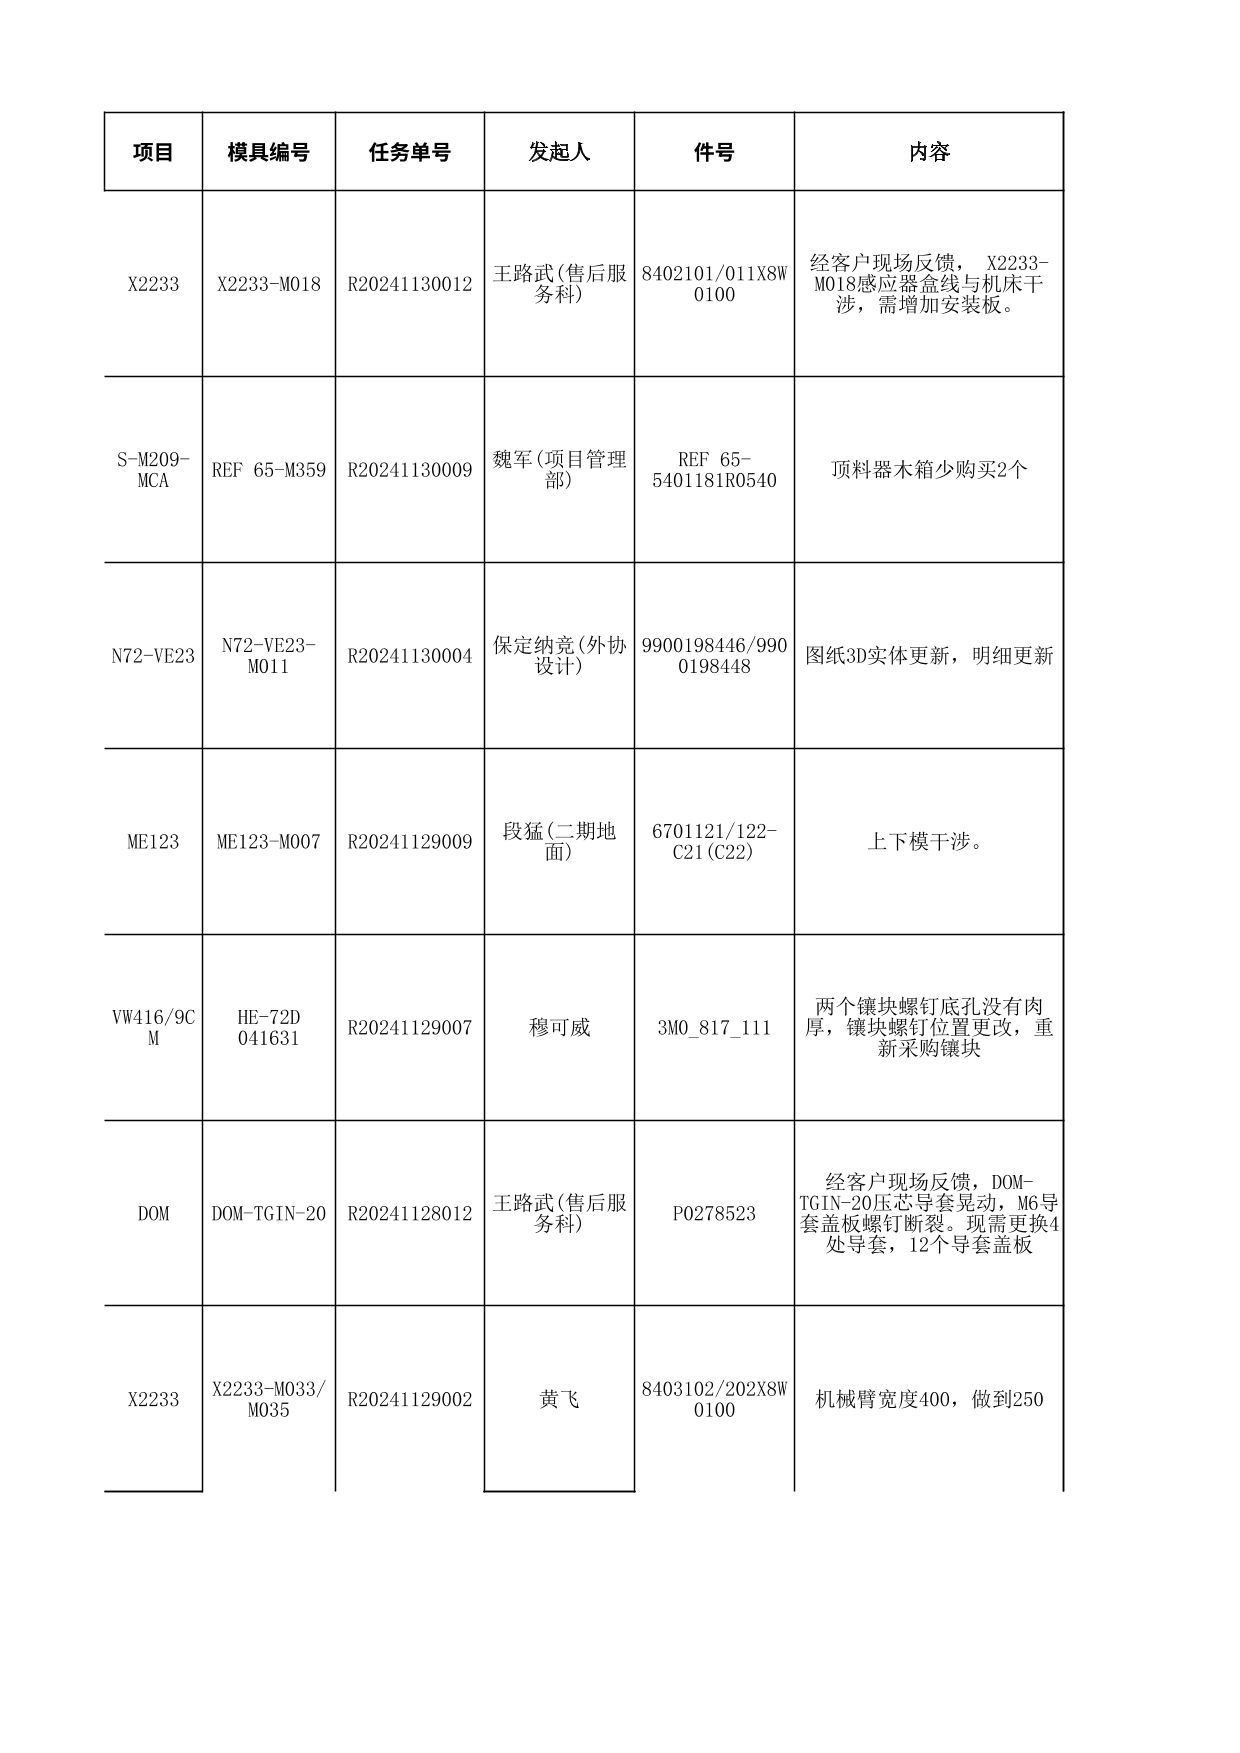 项目 模具编号 任务单号 发起人 件号 内容
X2233
X2233-M018
R20241130012
王路武(售后服
务科)
8402101/011X8W
0100
经客户现场反馈， X2233-
M018感应器盒线与机床干
涉，需增加安装板。
S-M209-
MCA
REF 65-M359
R20241130009
魏军(项目管理
部)
REF 65-
5401181R0540
顶料器木箱少购买2个
N72-VE23
N72-VE23-
M011
R20241130004
保定纳竞(外协
设计)
9900198446/990
0198448
图纸3D实体更新，明细更新
ME123
ME123-M007
R20241129009
段猛(二期地
面)
6701121/122-
C21(C22)
上下模干涉。
VW416/9C
M
HE-72D
041631
R20241129007
穆可威
3M0_817_111
两个镶块螺钉底孔没有肉
厚，镶块螺钉位置更改，重
新采购镶块
DOM
DOM-TGIN-20
R20241128012
王路武(售后服
务科)
P0278523
经客户现场反馈，DOM-
TGIN-20压芯导套晃动，M6导
套盖板螺钉断裂。现需更换4
处导套，12个导套盖板
X2233
X2233-M033/
M035
R20241129002
黄飞
8403102/202X8W
0100
机械臂宽度400，做到250